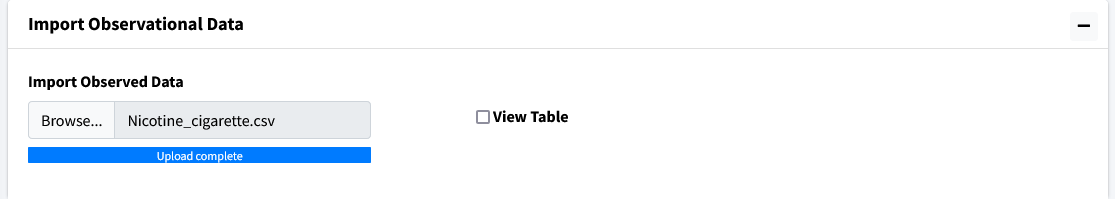 Import Observational Data
Import Observed Data
Browse... Nicotine_cigarette.csv
View Table
Upload complete